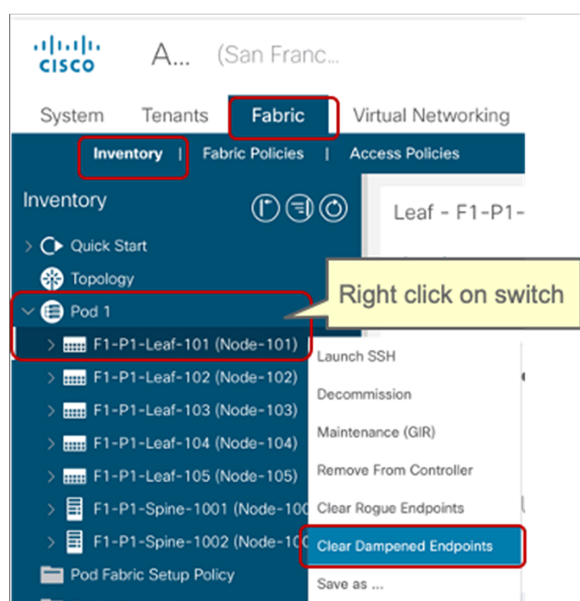 CISCO
A... (San Franc...
System Tenants Fabric Virtual Networking
Inventory | Fabric Policies | Access Policies
Inventory
Leaf - F1-P1-
Quick Start
Topology
Right click on switch
Pod 1
F1-P1-Leaf-101 (Node-101)
Launch SSH
F1-P1-Leaf-102 (Node-102)
Decommission
F1-P1-Leaf-103 (Node-103)
Maintenance (GIR)
F1-P1-Leaf-104 (Node-104)
Remove From Controller
F1-P1-Leaf-105 (Node-105)
Clear Rogue Endpoints
F1-P1-Spine-1001 (Node-100
Clear Dampened Endpoints
F1-P1-Spine-1002 (Node-100
Save as ...
Pod Fabric Setup Policy